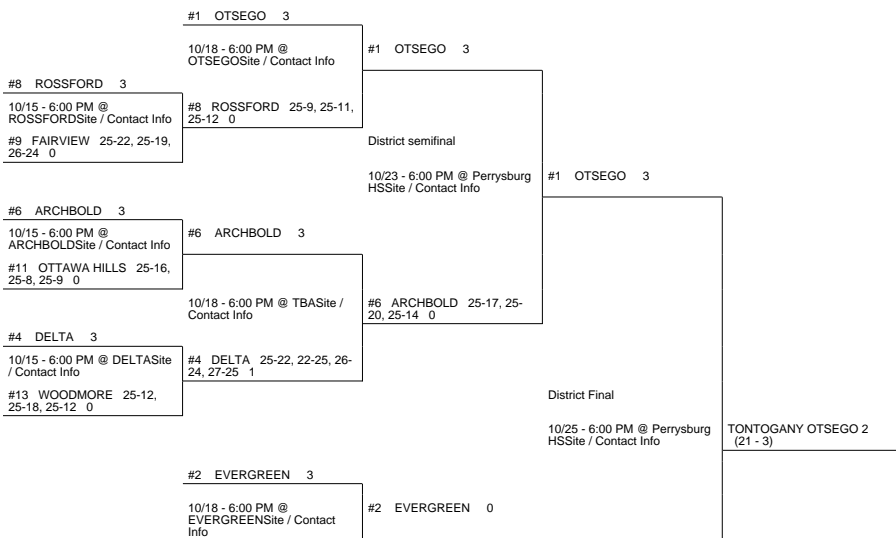 #1 OTSEGO 3
10/18 - 6:00 PM @
OTSEGOSite / Contact Info
#1 OTSEGO 3
#8 ROSSFORD 3
10/15 - 6:00 PM @
ROSSFORDSite / Contact Info
#8 ROSSFORD 25-9, 25-11,
25-12 0
#9 FAIRVIEW 25-22, 25-19,
26-24 0
District semifinal
10/23 - 6:00 PM @ Perrysburg
HSSite / Contact Info
#1 OTSEGO 3
#6 ARCHBOLD 3
10/15 - 6:00 PM @
ARCHBOLDSite / Contact Info
#6 ARCHBOLD 3
#11 OTTAWA HILLS 25-16,
25-8, 25-9 0
10/18 - 6:00 PM @ TBASite /
Contact Info
#6 ARCHBOLD 25-17, 25-
20, 25-14 0
#4 DELTA 3
10/15 - 6:00 PM @ DELTASite
/ Contact Info
#4 DELTA 25-22, 22-25, 26-
24, 27-25 1
#13 WOODMORE 25-12,
25-18, 25-12 0
District Final
10/25 - 6:00 PM @ Perrysburg
HSSite / Contact Info
TONTOGANY OTSEGO 2
(21 - 3)
#2 EVERGREEN 3
10/18 - 6:00 PM @
EVERGREENSite / Contact
Info
#2 EVERGREEN 0